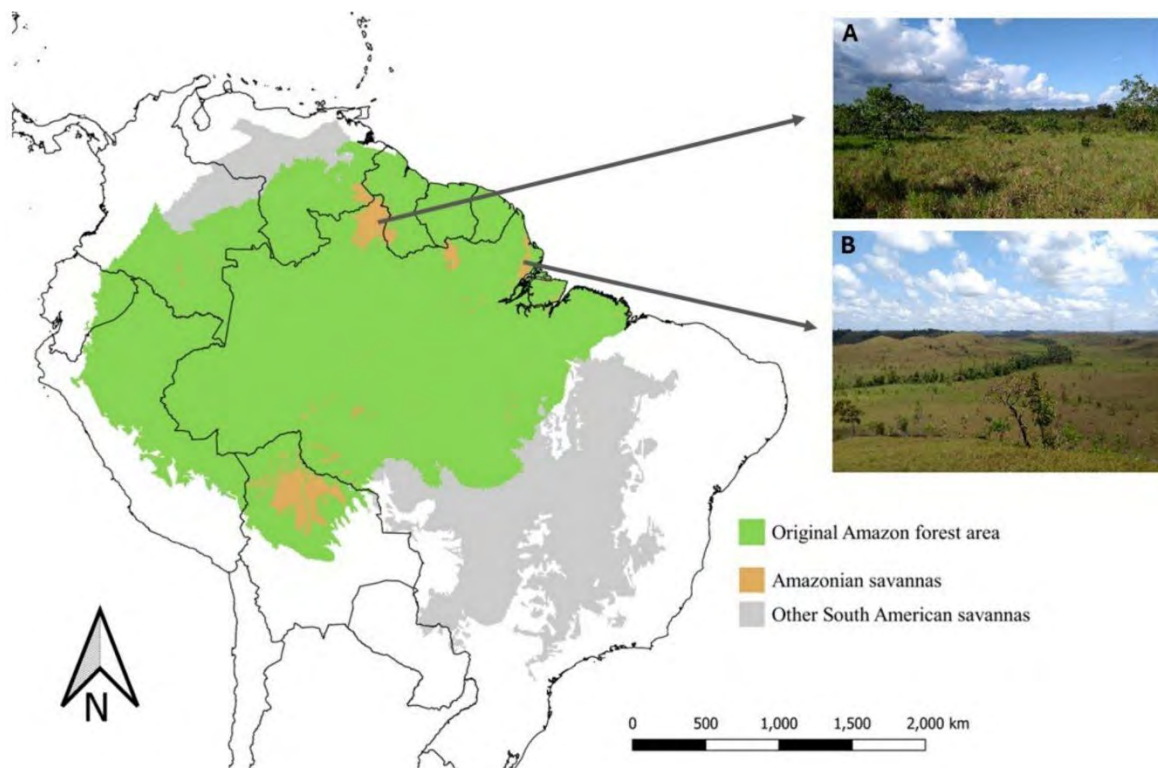 A
B
Original Amazon forest area
Amazonian savannas
Other South American savannas
N
0 500 1,000 1,500 2,000 km